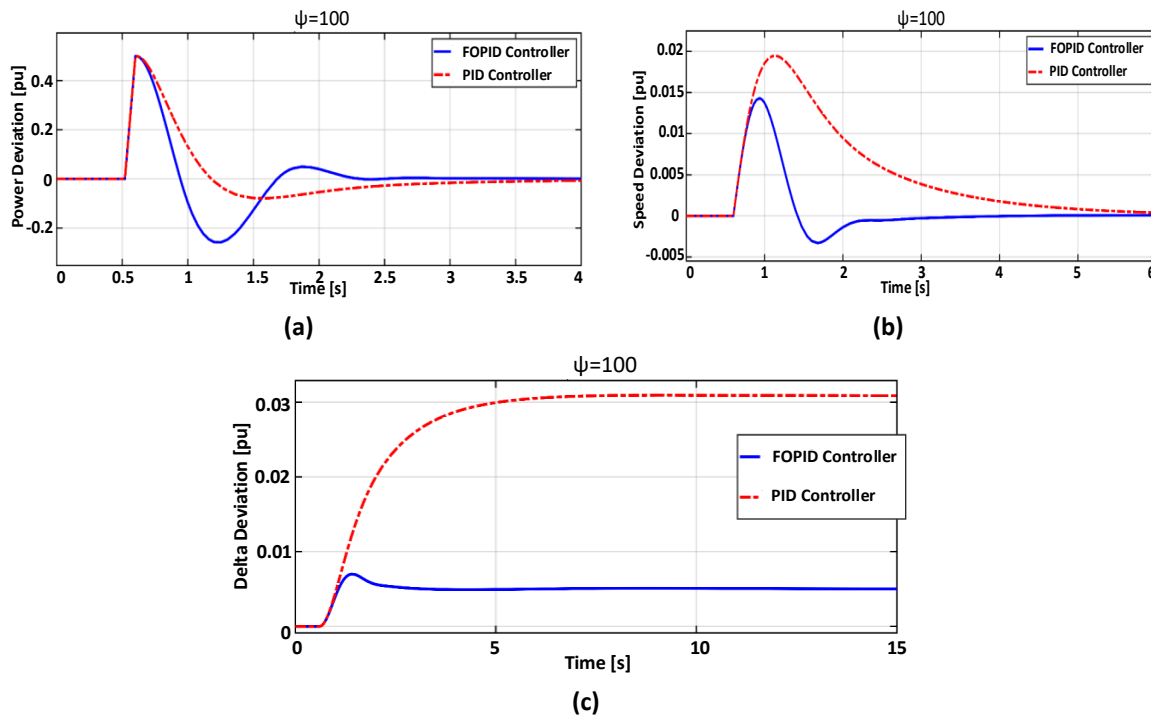 ψ=100
Power Deviation [pu]
0.4
0.2
0
-0.2
FOPID Controller
PID Controller
0 0.5 1 1.5 2 2.5 3 3.5 4
Time [s]
(a)
ψ=100
Speed Deviation [pu]
0.02
0.015
0.01
0.005
0
-0.005
FOPID Controller
PID Controller
0 1 2 3 4 5 6
Time [s]
(b)
ψ=100
Delta Deviation [pu]
0.03
0.02
0.01
0
FOPID Controller
PID Controller
0 5 10 15
Time [s]
(c)